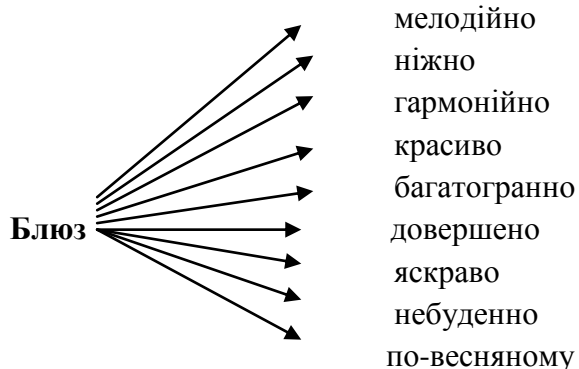 мелодійно
ніжно
гармонійно
красиво
багатогранно
Блюз
довершено
яскраво
небуденно
по-весняному